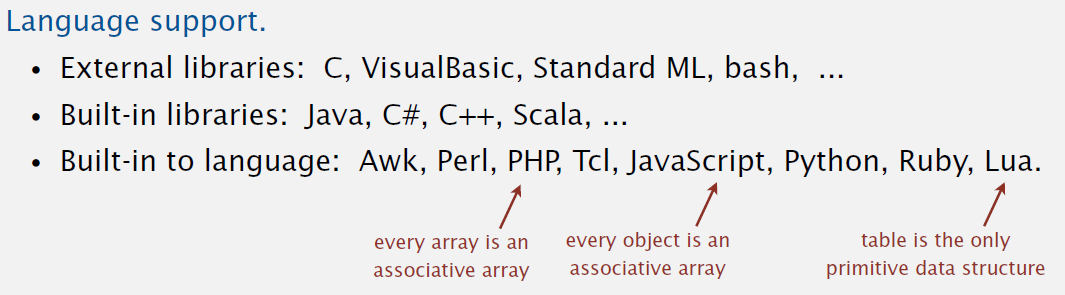 Language support.
• External libraries: C, VisualBasic, Standard ML, bash, ...
• Built-in libraries: Java, C#, C++, Scala, ...
• Built-in to language: Awk, Perl, PHP, Tcl, JavaScript, Python, Ruby, Lua.
every array is an
associative array
every object is an
associative array
table is the only
primitive data structure